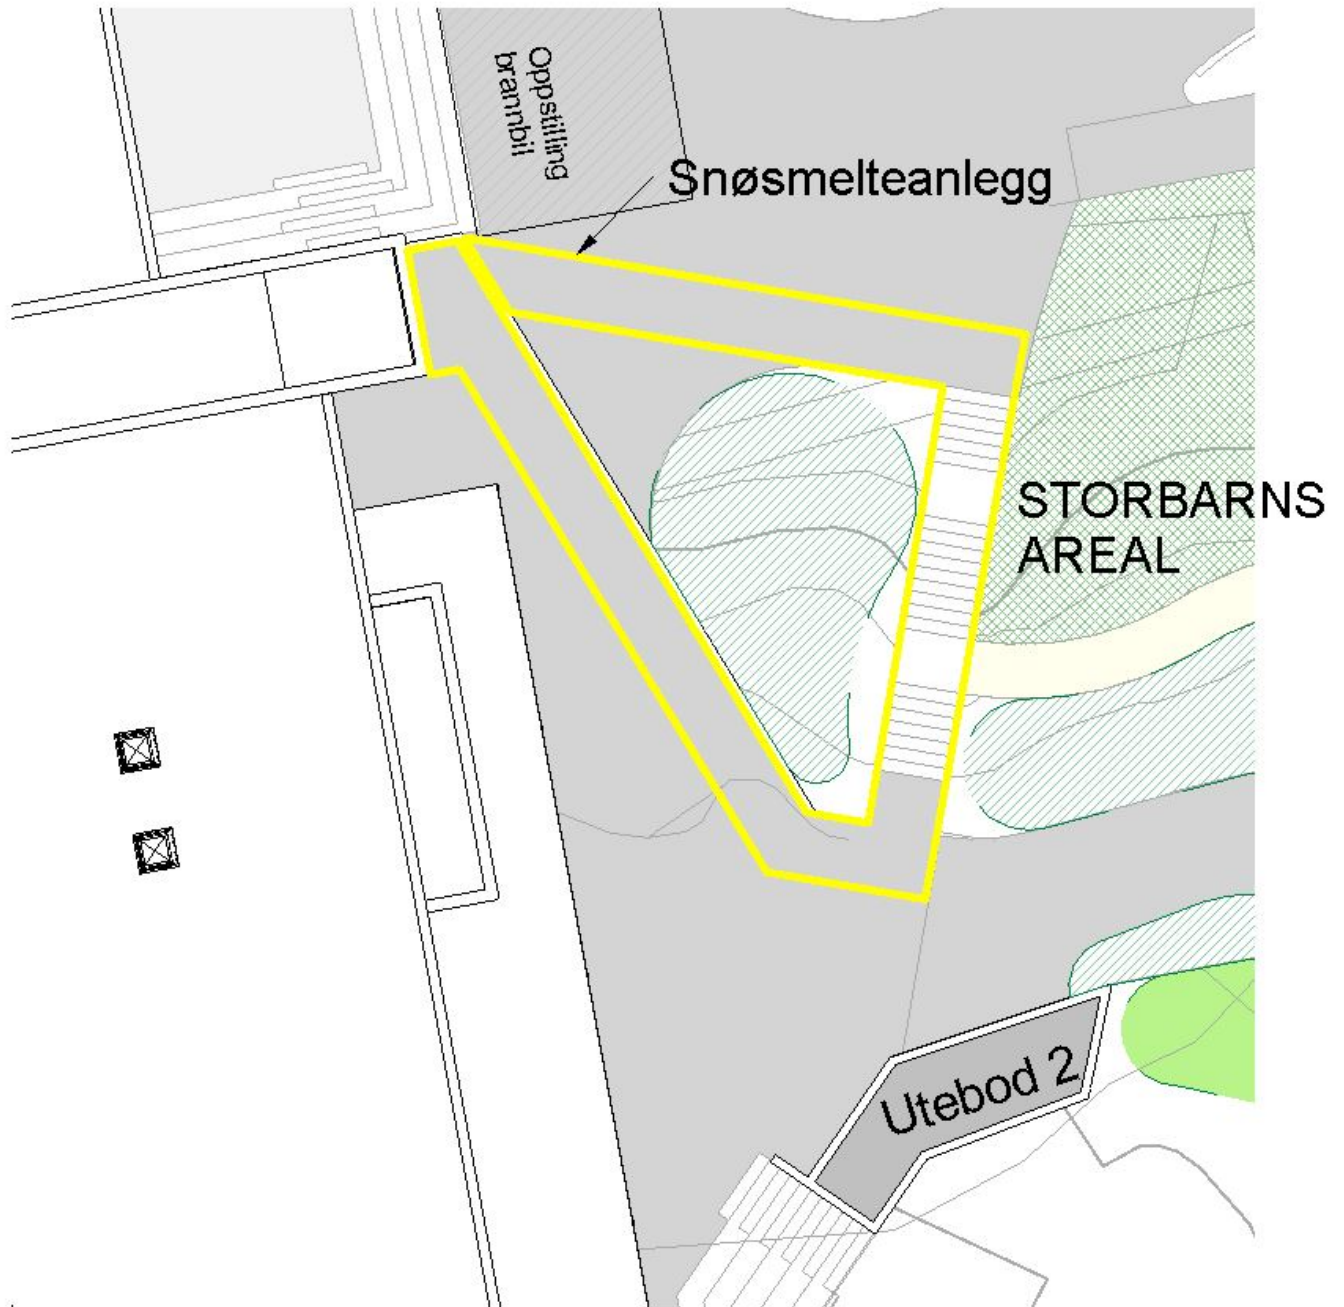 Oppstilling
brannbil
Snøsmelteanlegg
STORBARNS
AREAL
Utebod 2